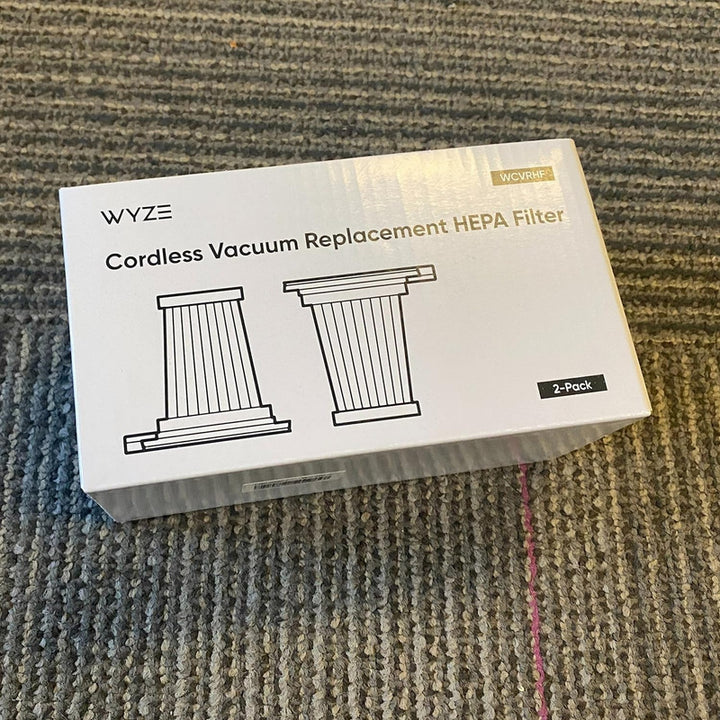 WCVRHF
WYZE
Cordless Vacuum Replacement HEPA Filter
2-Pack